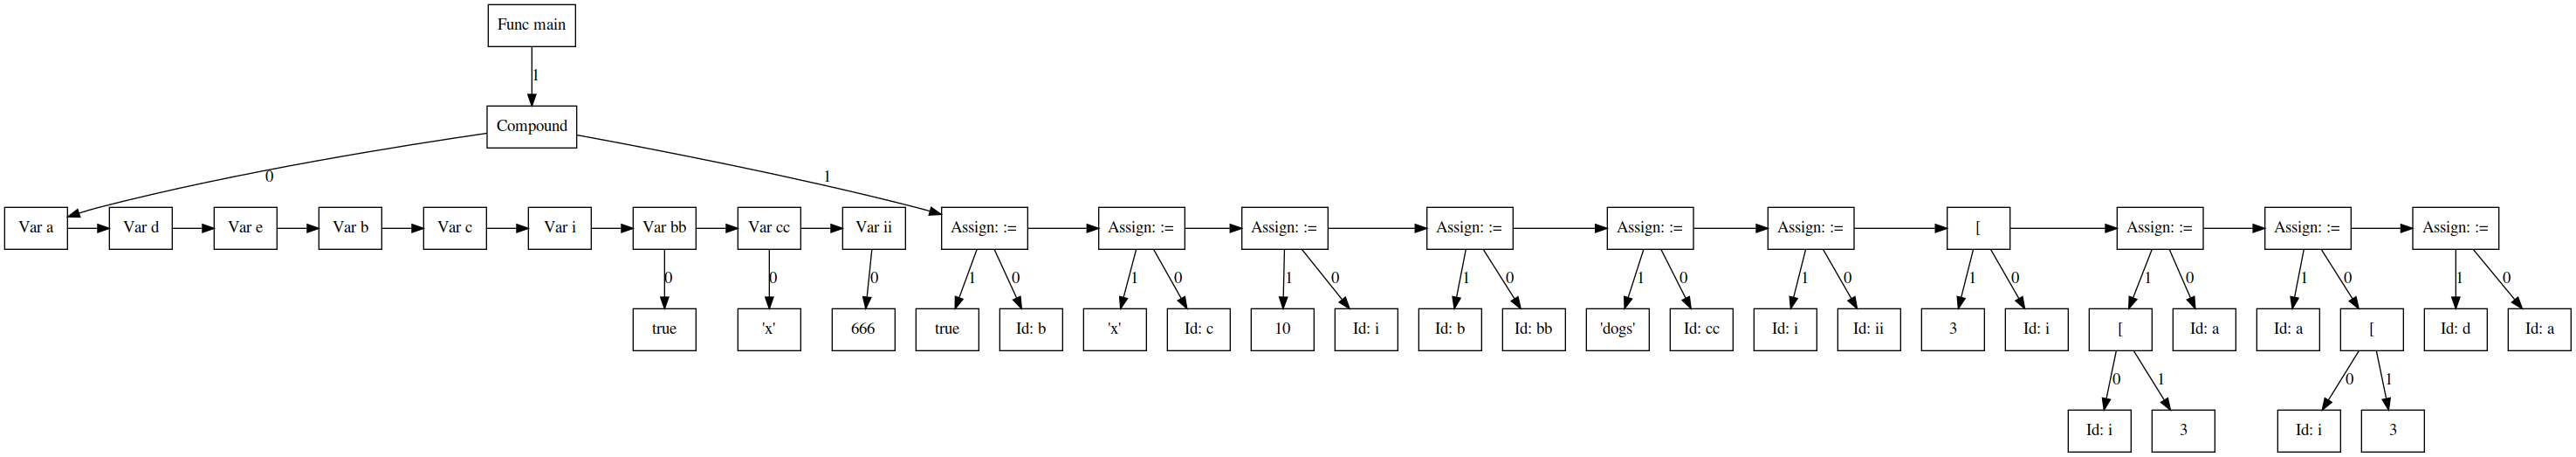 Func main
1
Compound
0
1
Var a
Var d
Var e
Var b
Var c
Var i
Var bb
Var cc
Var ii
Assign: :=
Assign: :=
Assign: :=
Assign: :=
Assign: :=
Assign: :=
[
Assign: :=
Assign: :=
Assign: :=
0
0
0
1
0
1
0
1
0
1
0
1
0
1
0
1
0
1
0
1
0
1
0
true
'x'
666
true
Id: b
'x'
Id: c
10
Id: i
Id: b
Id: bb
'dogs'
Id: cc
Id: i
Id: ii
3
Id: i
[
Id: a
Id: a
[
Id: d
Id: a
0
1
0
1
Id: i
3
Id: i
3